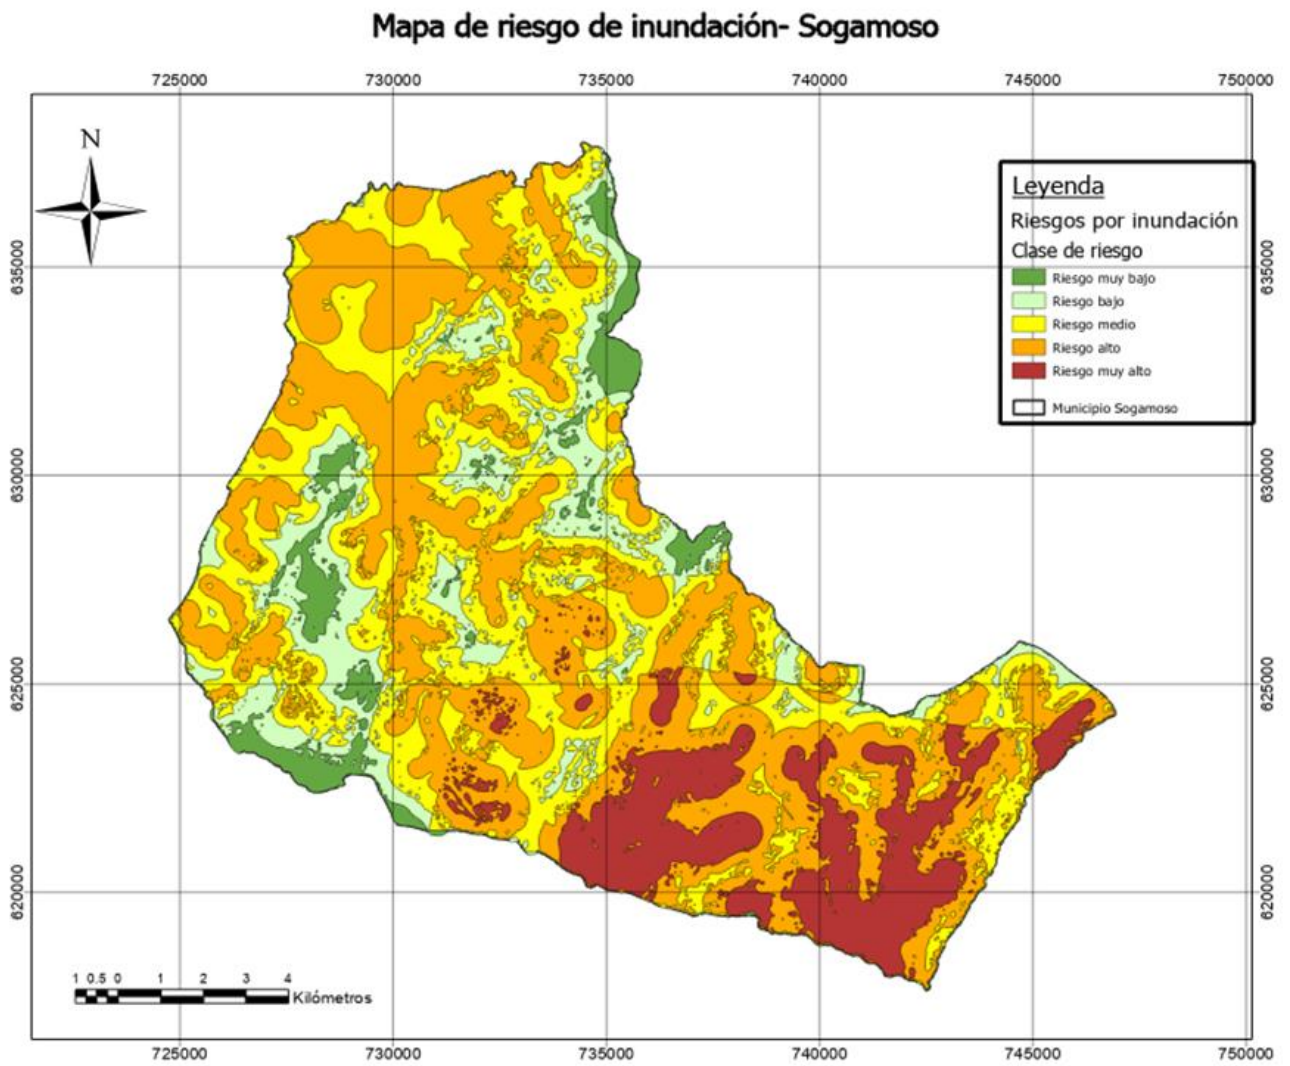 Mapa de riesgo de inundación- Sogamoso
725000 730000 735000 740000 745000 750000
N
Leyenda
Riesgos por inundación
Clase de riesgo
Riesgo muy bajo
Riesgo bajo
Riesgo medio
Riesgo alto
Riesgo muy alto
Municipio Sogamoso
635000 635000
630000 630000
625000 625000
620000 620000
1 0.5 0 1 2 3 4
Kilómetros
725000 730000 735000 740000 745000 750000